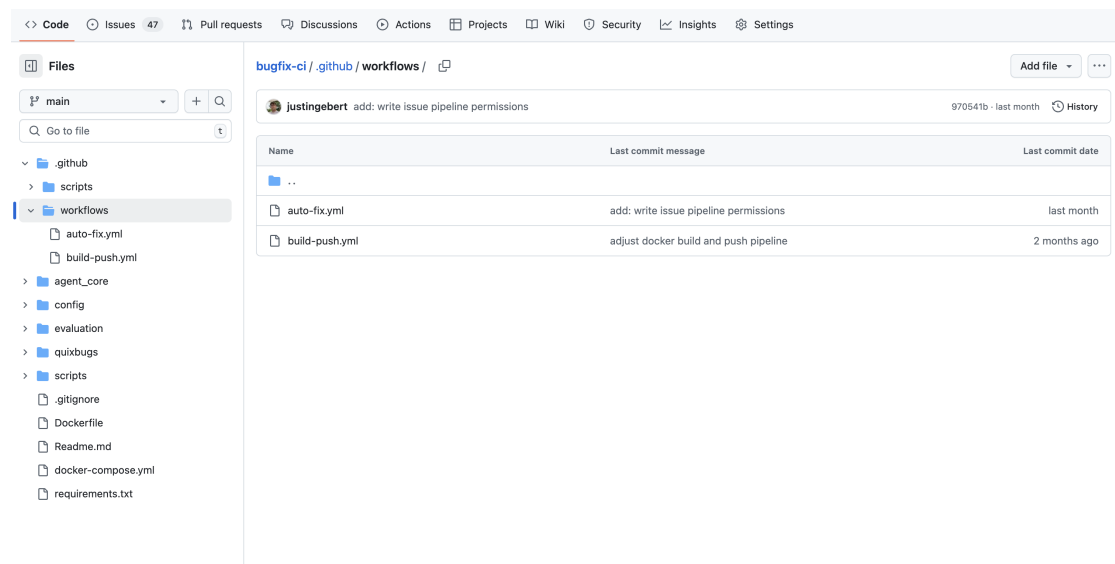 Code Issues 47 Pull requests Discussions Actions Projects Wiki Security Insights Settings
Files
main
Go to file t
.github
scripts
workflows
auto-fix.yml
build-push.yml
agent_core
config
evaluation
quixbugs
scripts
.gitignore
Dockerfile
Readme.md
docker-compose.yml
requirements.txt
bugfix-ci / .github / workflows /
Add file
justingebert add: write issue pipeline permissions 970541b · last month History
Name Last commit message Last commit date
..
auto-fix.yml add: write issue pipeline permissions last month
build-push.yml adjust docker build and push pipeline 2 months ago